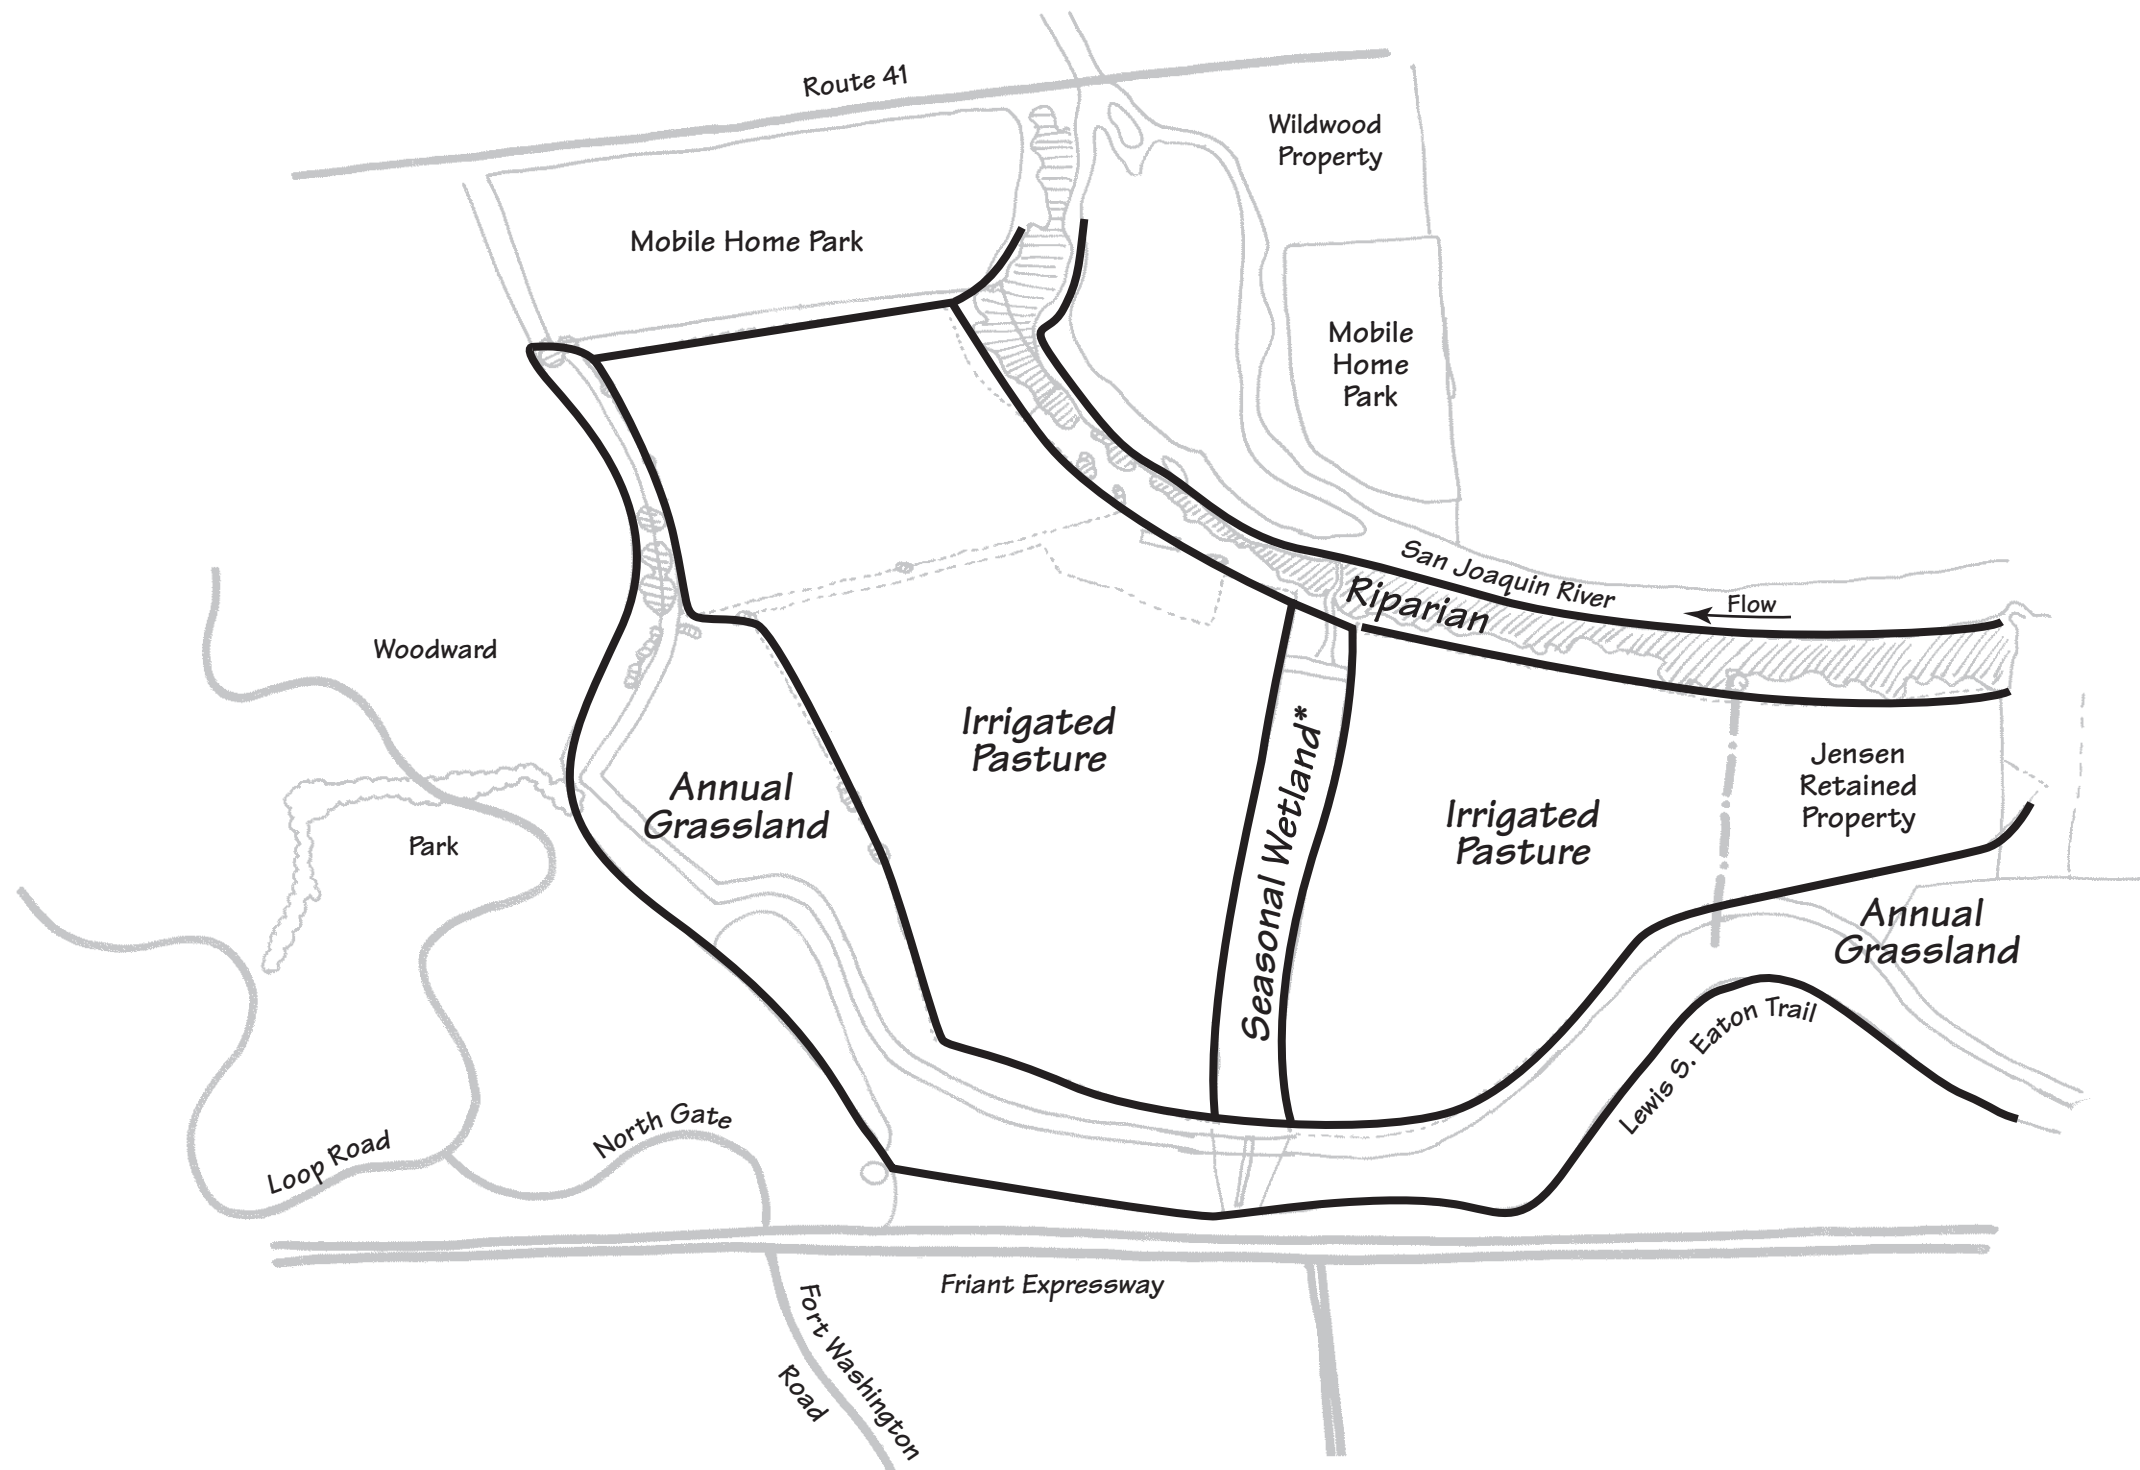 Route 41
Wildwood
Property
Mobile Home Park
Mobile
Home
Park
San Joaquin River
Flow
Riparian
Woodward
Park
Irrigated
Pasture
Annual
Grassland
Seasonal Wetland*
Irrigated
Pasture
Jensen
Retained
Property
Annual
Grassland
Lewis S. Eaton Trail
Loop Road
North Gate
Friant Expressway
Fort Washington
Road